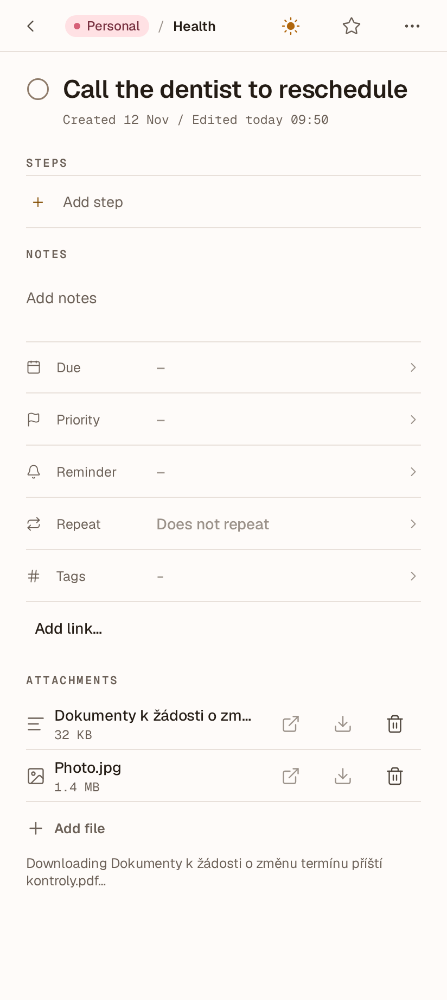 Personal / Health
Call the dentist to reschedule
Created 12 Nov / Edited today 09:50
STEPS
Add step
NOTES
Add notes
Due –
Priority –
Reminder –
Repeat Does not repeat
Tags –
Add link…
ATTACHMENTS
Dokumenty k žádosti o zm…
32 KB
Photo.jpg
1.4 MB
Add file
Downloading Dokumenty k žádosti o změnu termínu příští
kontroly.pdf…